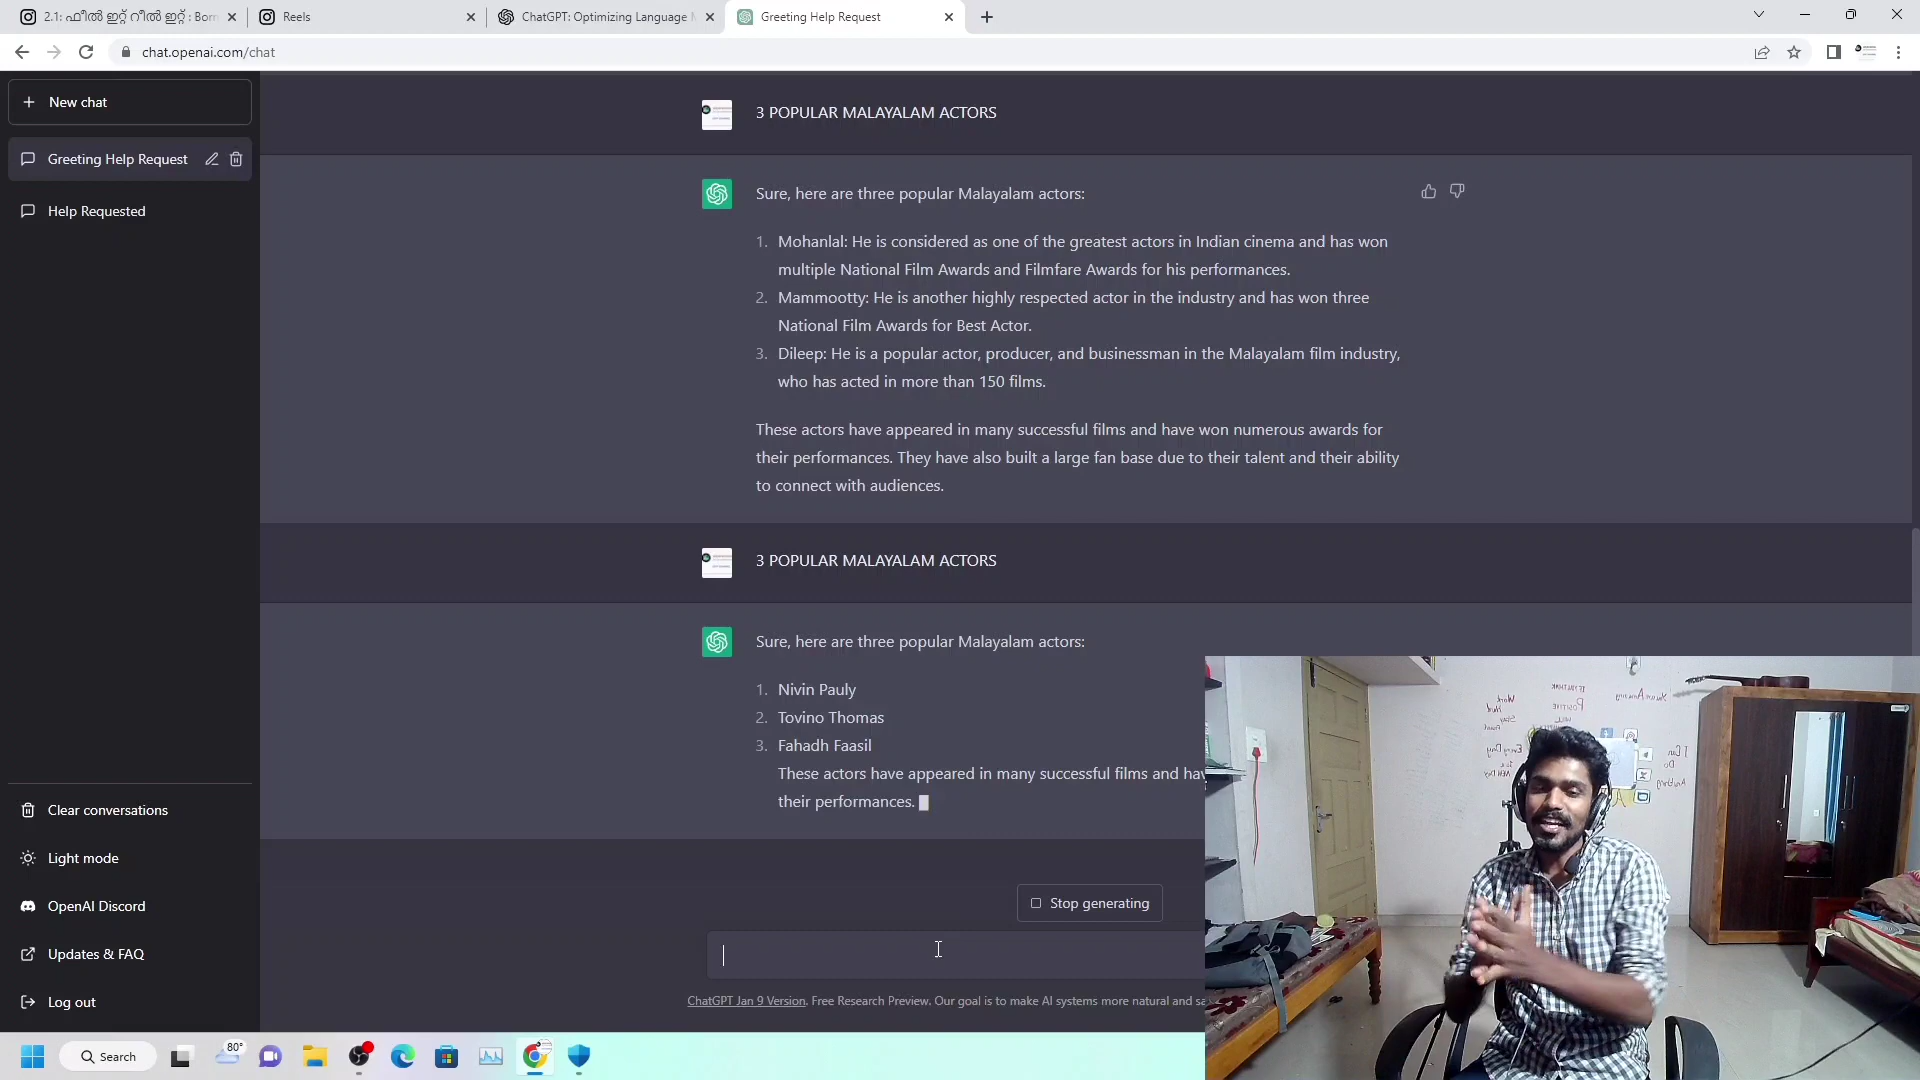 2.1: ഫീൽ ഇറ്റ് റീൽ ഇറ്റ് : Born
Reels
ChatGPT: Optimizing Language
Greeting Help Request
chat.openai.com/chat
New chat
Greeting Help Request
Help Requested
3 POPULAR MALAYALAM ACTORS
Sure, here are three popular Malayalam actors:
1. Mohanlal: He is considered as one of the greatest actors in Indian cinema and has won
multiple National Film Awards and Filmfare Awards for his performances.
2. Mammootty: He is another highly respected actor in the industry and has won three
National Film Awards for Best Actor.
3. Dileep: He is a popular actor, producer, and businessman in the Malayalam film industry,
who has acted in more than 150 films.
These actors have appeared in many successful films and have won numerous awards for
their performances. They have also built a large fan base due to their talent and their ability
to connect with audiences.
3 POPULAR MALAYALAM ACTORS
Sure, here are three popular Malayalam actors:
1. Nivin Pauly
2. Tovino Thomas
3. Fahadh Faasil
These actors have appeared in many successful films and hav
their performances.
Stop generating
ChatGPT Jan 9 Version. Free Research Preview. Our goal is to make AI systems more natural and sa
Clear conversations
Light mode
OpenAI Discord
Updates & FAQ
Log out
Search
80°